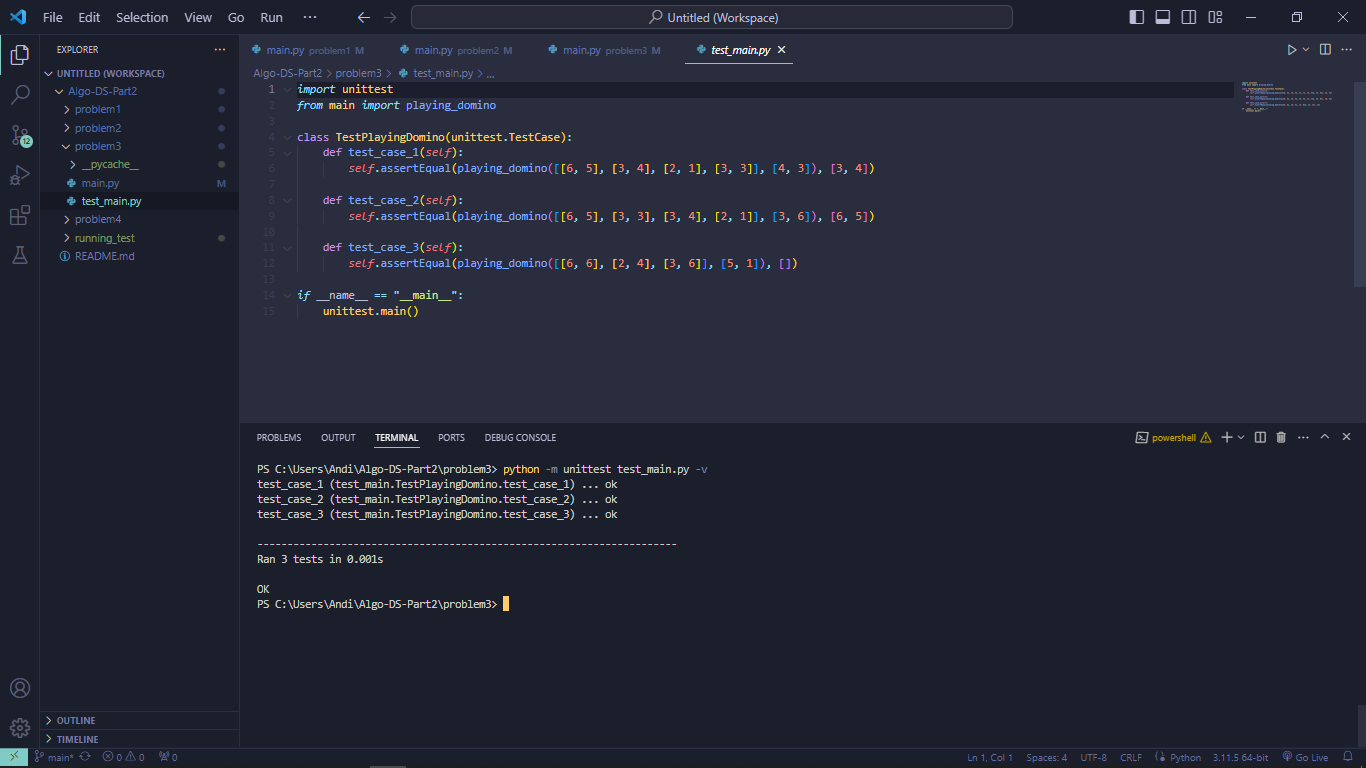 File Edit Selection View Go Run ··· Untitled (Workspace)
EXPLORER ···
UNTITLED (WORKSPACE)
Algo-DS-Part2
problem1
problem2
problem3
__pycache__
main.py M
test_main.py
problem4
running_test
README.md
OUTLINE
TIMELINE
12
main.py problem1 M main.py problem2 M main.py problem3 M test_main.py
Algo-DS-Part2 > problem3 > test_main.py > ...
1 import unittest
2 from main import playing_domino
3
4 class TestPlayingDomino(unittest.TestCase):
5 def test_case_1(self):
6 self.assertEqual(playing_domino([[6, 5], [3, 4], [2, 1], [3, 3]], [4, 3]), [3, 4])
7
8 def test_case_2(self):
9 self.assertEqual(playing_domino([[6, 5], [3, 3], [3, 4], [2, 1]], [3, 6]), [6, 5])
10
11 def test_case_3(self):
12 self.assertEqual(playing_domino([[6, 6], [2, 4], [3, 6]], [5, 1]), [])
13
14 if __name__ == "__main__":
15 unittest.main()
PROBLEMS OUTPUT TERMINAL PORTS DEBUG CONSOLE powershell
PS C:\Users\Andi\Algo-DS-Part2\problem3> python -m unittest test_main.py -v
test_case_1 (test_main.TestPlayingDomino.test_case_1) ... ok
test_case_2 (test_main.TestPlayingDomino.test_case_2) ... ok
test_case_3 (test_main.TestPlayingDomino.test_case_3) ... ok
----------------------------------------------------------------------
Ran 3 tests in 0.001s
OK
PS C:\Users\Andi\Algo-DS-Part2\problem3>
main* 0 0 0 Ln 1, Col 1 Spaces: 4 UTF-8 CRLF Python 3.11.5 64-bit Go Live